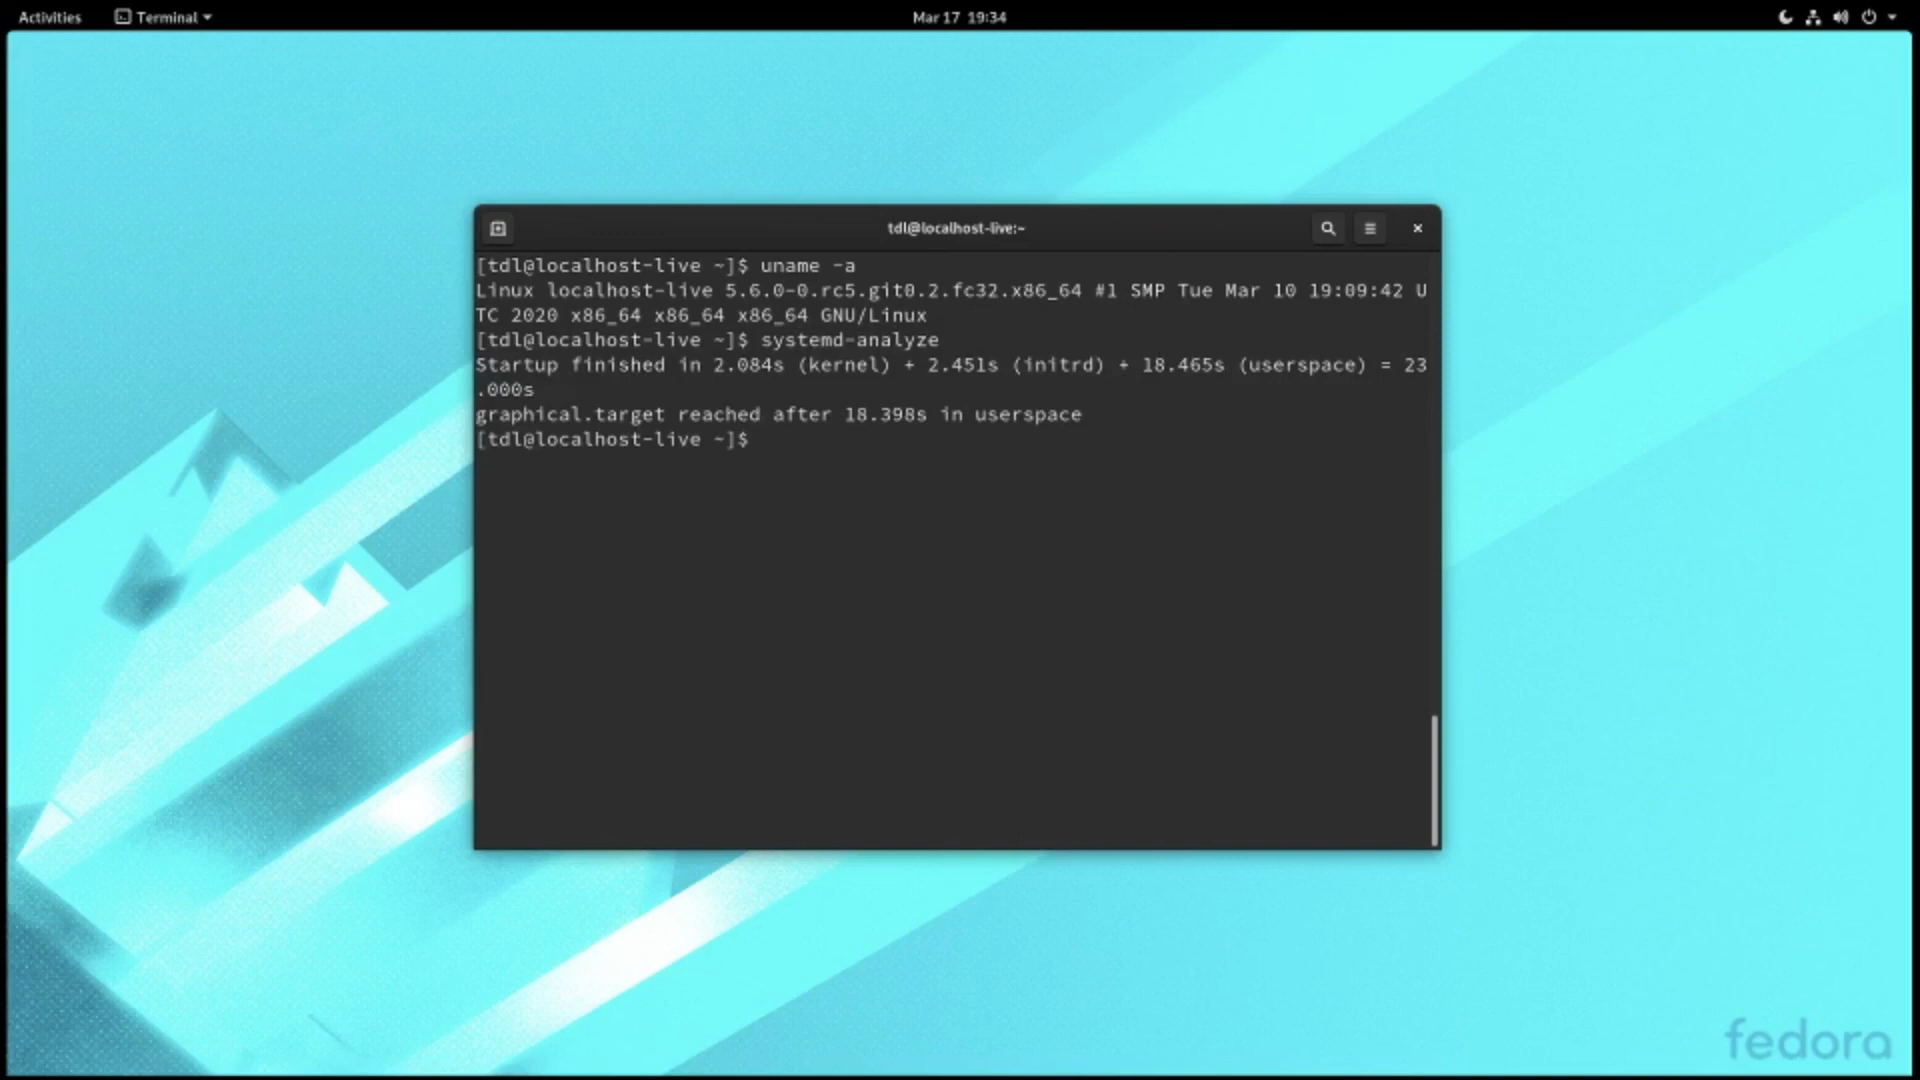 Activities Terminal Mar 17 19:34
tdl@localhost-live:~
[tdl@localhost-live ~]$ uname -a
Linux localhost-live 5.6.0-0.rc5.git0.2.fc32.x86_64 #1 SMP Tue Mar 10 19:09:42 U
TC 2020 x86_64 x86_64 x86_64 GNU/Linux
[tdl@localhost-live ~]$ systemd-analyze
Startup finished in 2.084s (kernel) + 2.451s (initrd) + 18.465s (userspace) = 23
.000s
graphical.target reached after 18.398s in userspace
[tdl@localhost-live ~]$
fedora